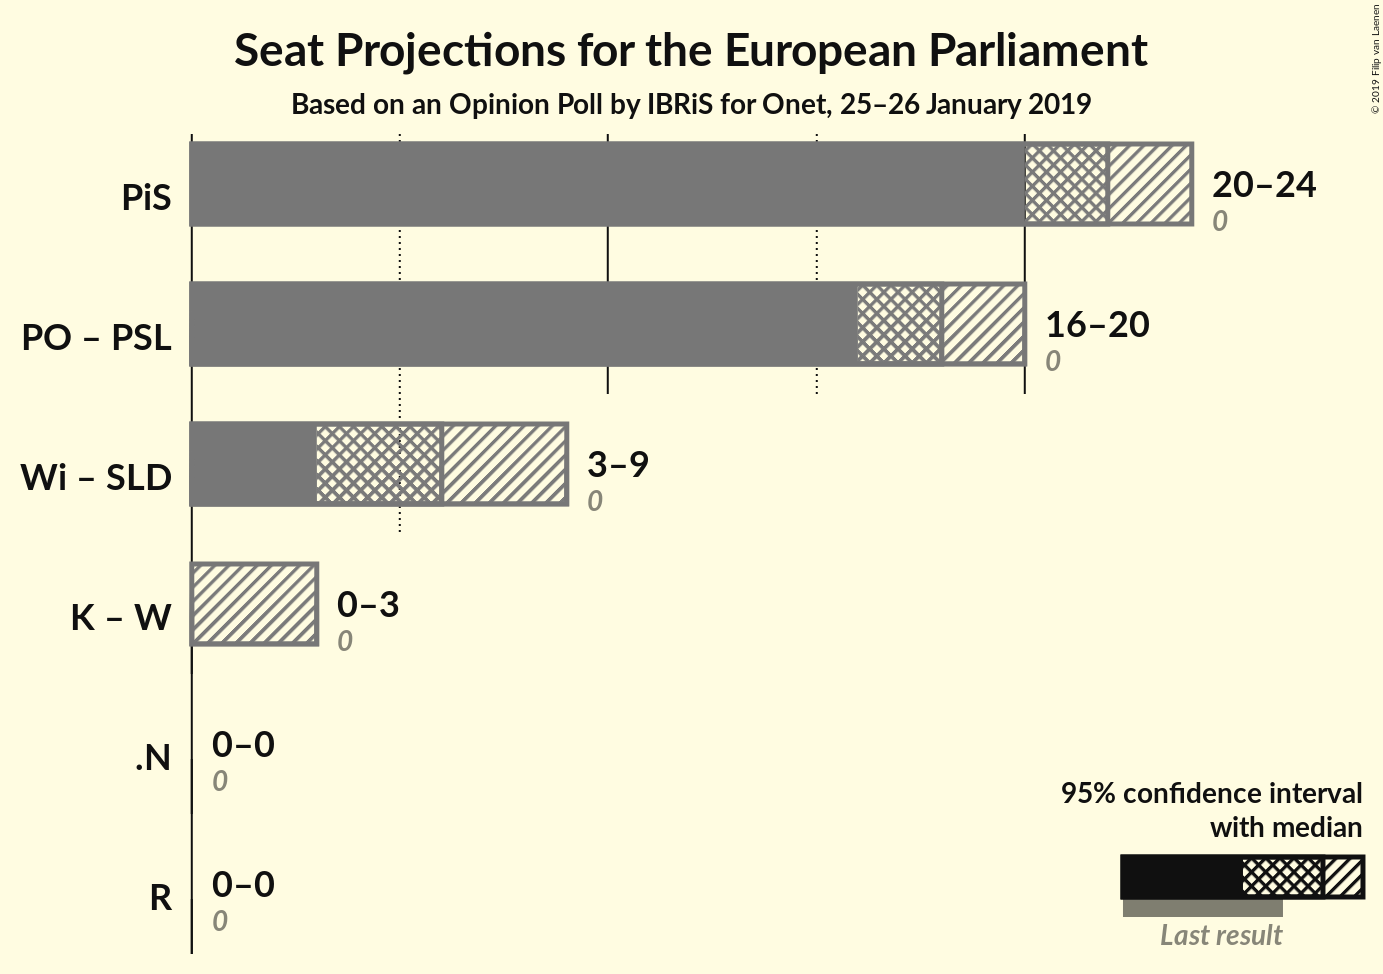 Seat Projections for the European Parliament
Based on an Opinion Poll by IBRiS for Onet, 25–26 January 2019
© 2019 Filip van Laenen
PiS
20–24
0
PO – PSL
16–20
0
Wi – SLD
3–9
0
K – W
0–3
0
.N
0–0
0
R
0–0
0
95% confidence interval
with median
Last result